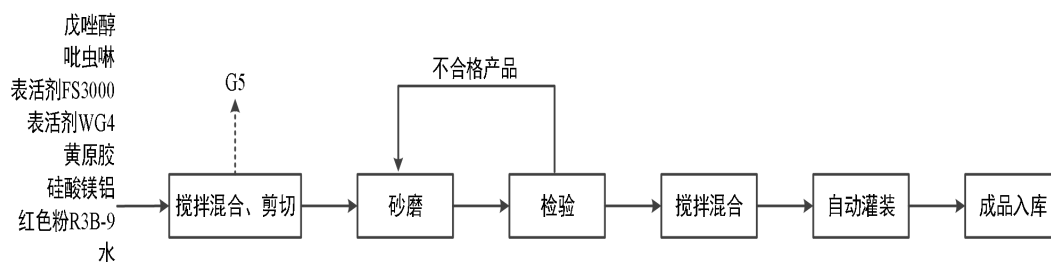 戊唑醇
吡虫啉
表活剂FS3000
表活剂WG4
黄原胶
硅酸镁铝
红色粉R3B-9
水
G5
不合格产品
搅拌混合、剪切
砂磨
检验
搅拌混合
自动灌装
成品入库